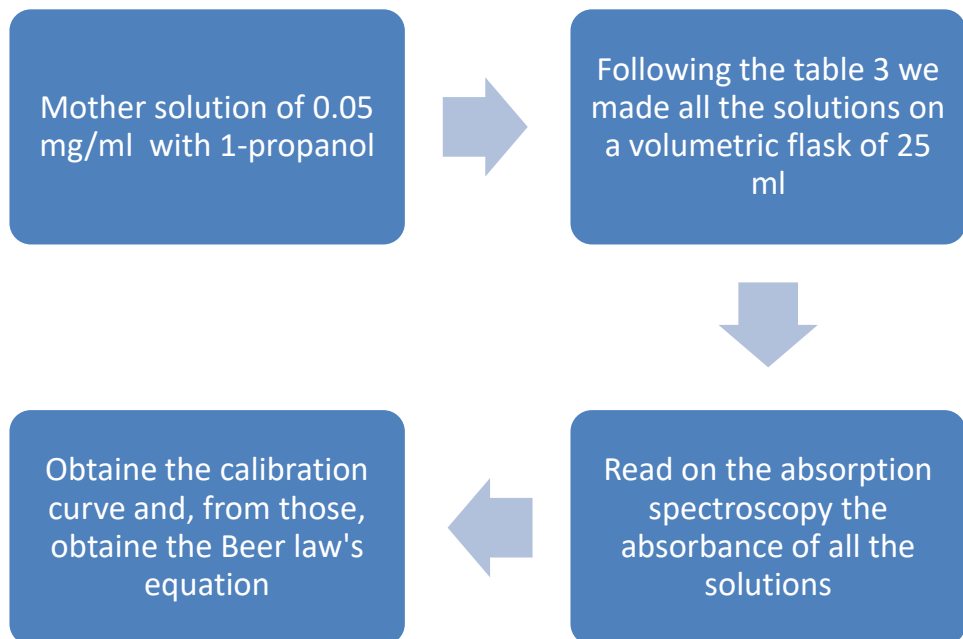 Mother solution of 0.05
mg/ml with 1-propanol
Following the table 3 we
made all the solutions on
a volumetric flask of 25
ml
Read on the absorption
spectroscopy the
absorbance of all the
solutions
Obtaine the calibration
curve and, from those,
obtaine the Beer law's
equation